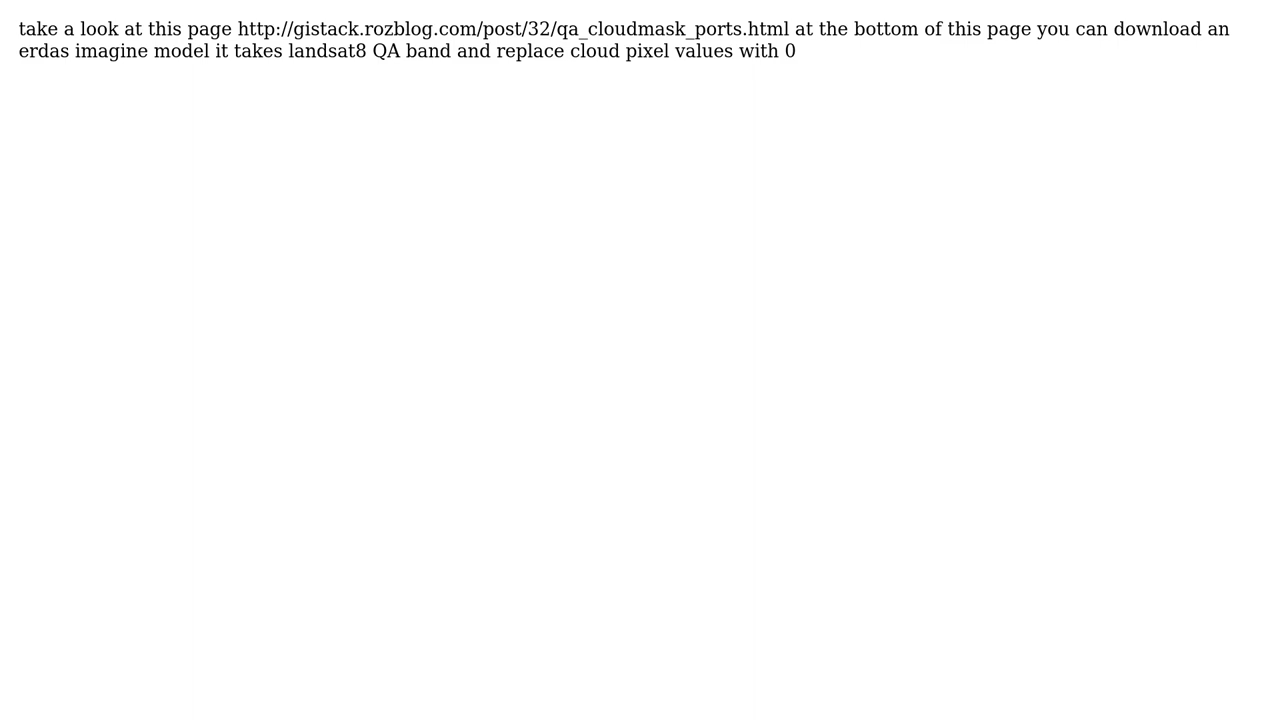 take a look at this page http://gistack.rozblog.com/post/32/qa_cloudmask_ports.html at the bottom of this page you can download an
erdas imagine model it takes landsat8 QA band and replace cloud pixel values with 0